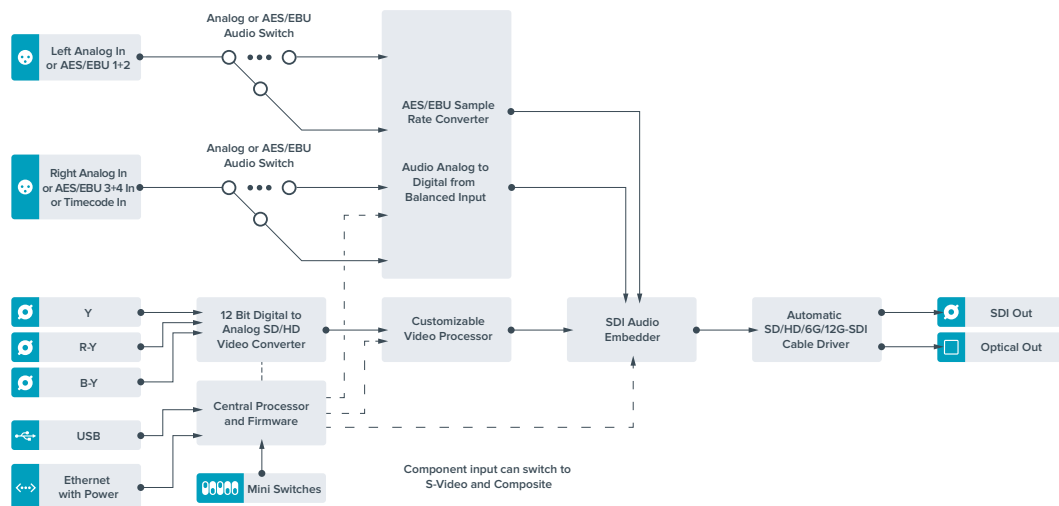 Analog or AES/EBU
Audio Switch
Left Analog In
or AES/EBU 1+2
AES/EBU Sample
Rate Converter
Analog or AES/EBU
Audio Switch
Right Analog In
or AES/EBU 3+4 In
or Timecode In
Audio Analog to
Digital from
Balanced Input
Y
R-Y
B-Y
12 Bit Digital to
Analog SD/HD
Video Converter
Customizable
Video Processor
SDI Audio
Embedder
Automatic
SD/HD/6G/12G-SDI
Cable Driver
SDI Out
Optical Out
Central Processor
and Firmware
USB
Ethernet
with Power
Mini Switches
Component input can switch to
S-Video and Composite